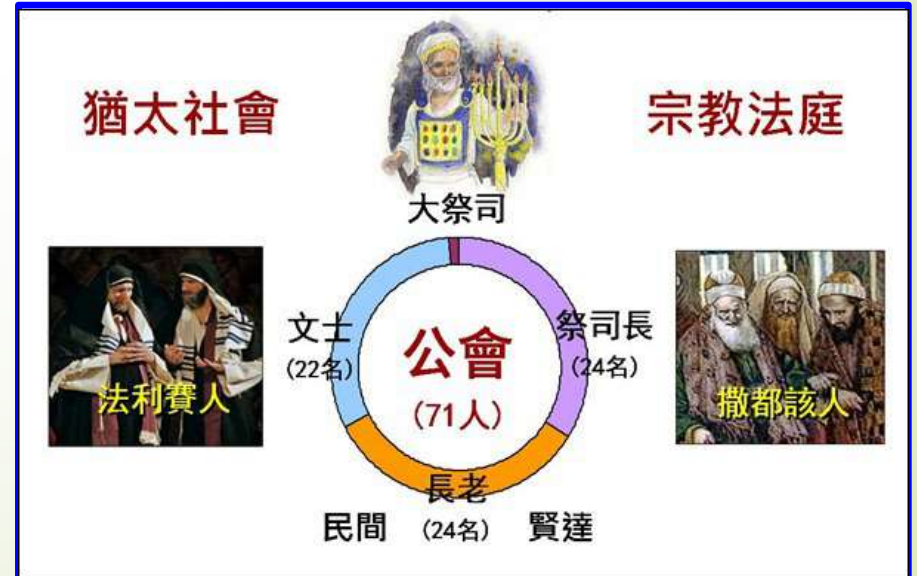 猶太社會
宗教法庭
大祭司
文士
(22名)
祭司長
(24名)
公會
(71人)
法利賽人
撒都該人
長老
(24名)
民間
賢達